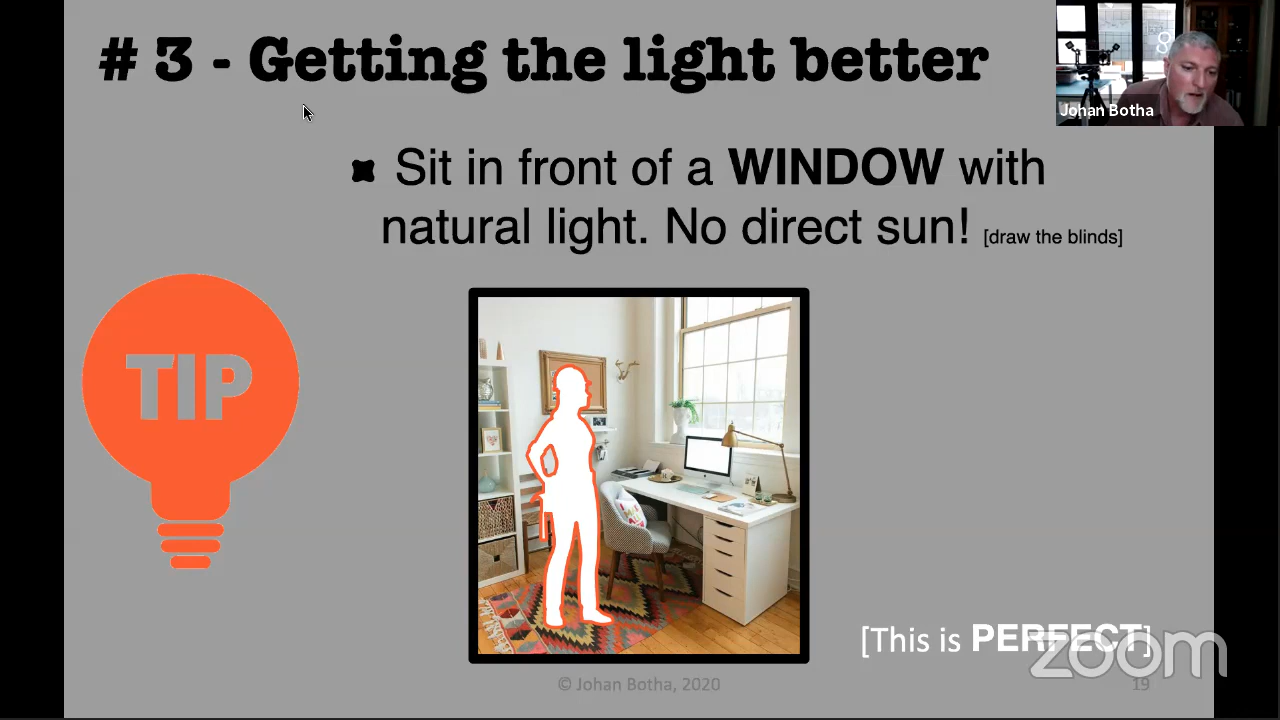 # 3 - Getting the light better
Johan Botha
Sit in front of a WINDOW with
natural light. No direct sun! [draw the blinds]
TIP
[This is PERFECT]
zoom
© Johan Botha, 2020
19